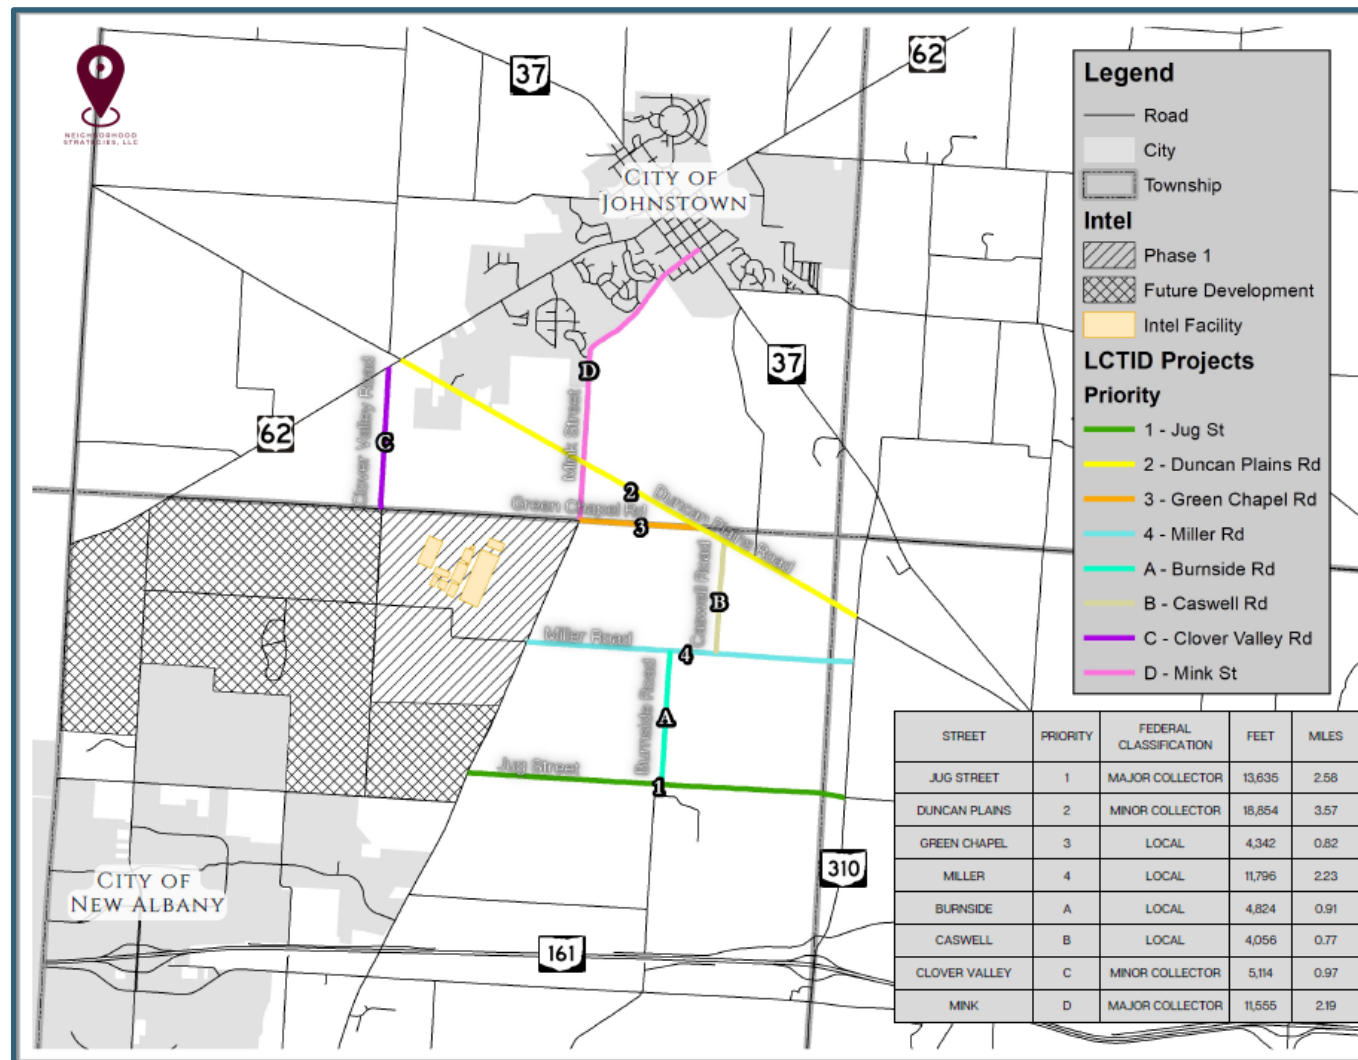 NEIGHBORHOOD
STRATEGIES, LLC
37
62
CITY OF
JOHNSTOWN
37
62
Clover Valley Road
C
D
Mink Street
2
Green Chapel Rd
3
Duncan Plains Road
Caswell Road
B
Miller Road
4
Burnside Road
A
Jug Street
1
310
CITY OF
NEW ALBANY
161
Legend
Road
City
Township
Intel
Phase 1
Future Development
Intel Facility
LCTID Projects
Priority
1 - Jug St
2 - Duncan Plains Rd
3 - Green Chapel Rd
4 - Miller Rd
A - Burnside Rd
B - Caswell Rd
C - Clover Valley Rd
D - Mink St
STREET PRIORITY FEDERAL CLASSIFICATION FEET MILES
JUG STREET 1 MAJOR COLLECTOR 13,635 2.58
DUNCAN PLAINS 2 MINOR COLLECTOR 18,854 3.57
GREEN CHAPEL 3 LOCAL 4,342 0.82
MILLER 4 LOCAL 11,796 2.23
BURNSIDE A LOCAL 4,824 0.91
CASWELL B LOCAL 4,056 0.77
CLOVER VALLEY C MINOR COLLECTOR 5,114 0.97
MINK D MAJOR COLLECTOR 11,555 2.19